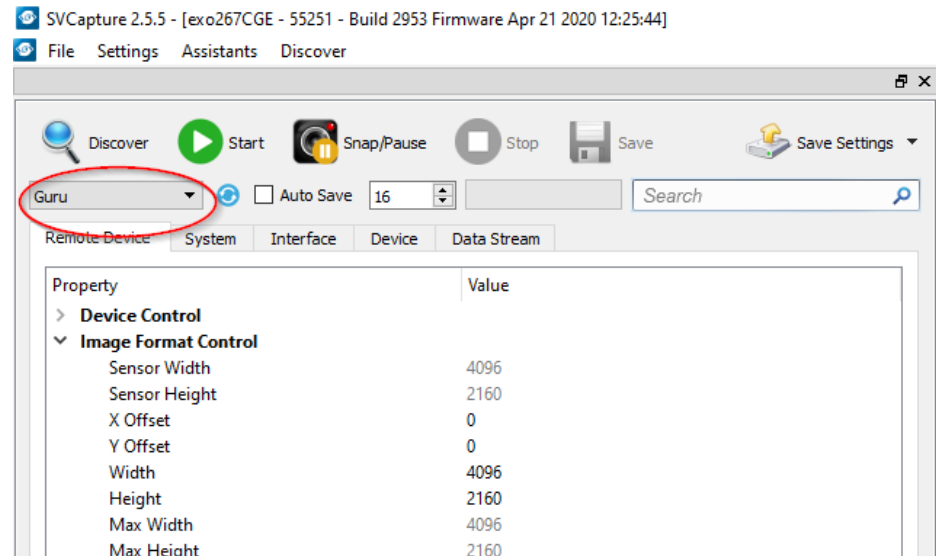 SVCapture 2.5.5 - [exo267CGE - 55251 - Build 2953 Firmware Apr 21 2020 12:25:44]
File Settings Assistants Discover
Discover Start Snap/Pause Stop Save Save Settings
Guru Auto Save 16 Search
Remote Device System Interface Device Data Stream
Property Value
Device Control
Image Format Control
Sensor Width 4096
Sensor Height 2160
X Offset 0
Y Offset 0
Width 4096
Height 2160
Max Width 4096
Max Height 2160